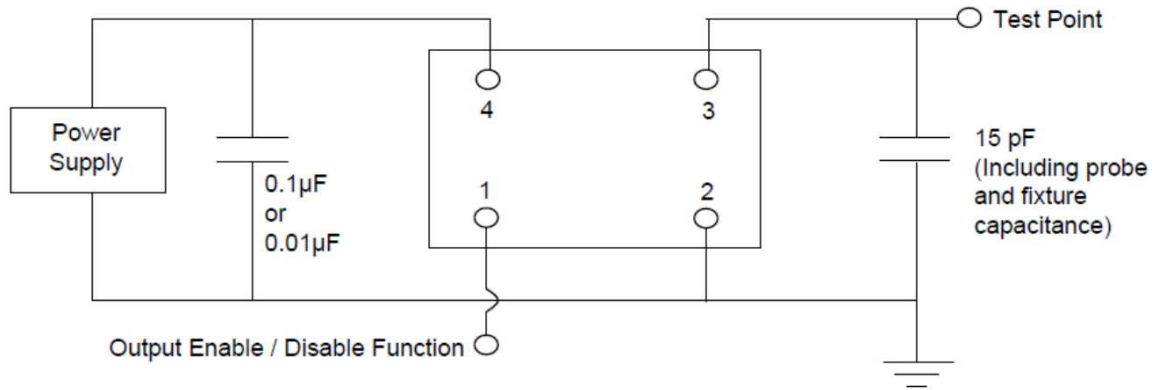 Test Point
4
3
Power
Supply
15 pF
(Including probe
and fixture
capacitance)
0.1µF
or
0.01µF
1
2
Output Enable / Disable Function